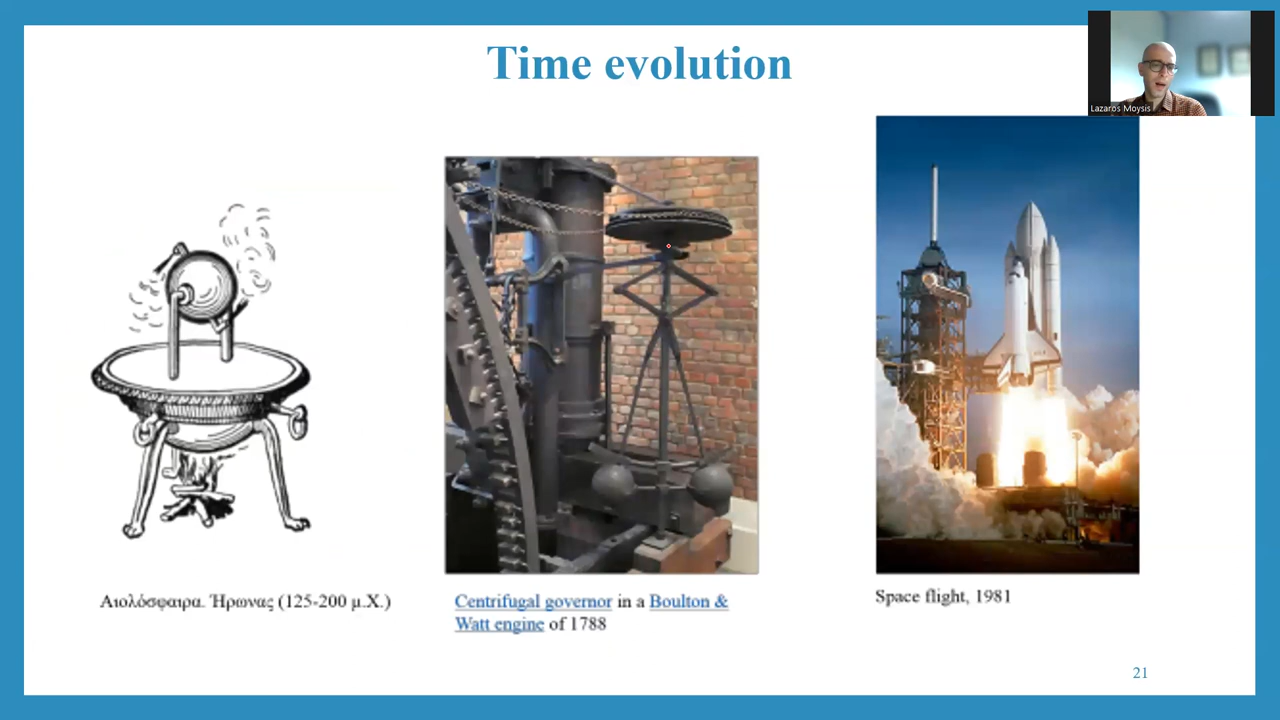 Time evolution
Lazaros Moysis
Αιολόσφαιρα. Ήρωνας (125-200 μ.Χ.)
Centrifugal governor in a Boulton &
Watt engine of 1788
Space flight, 1981
21